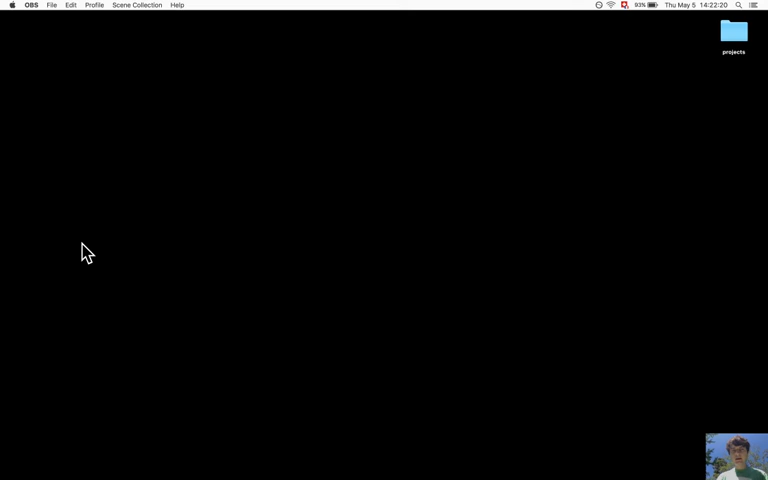 OBS File Edit Profile Scene Collection Help 93% Thu May 5 14:22:20
projects